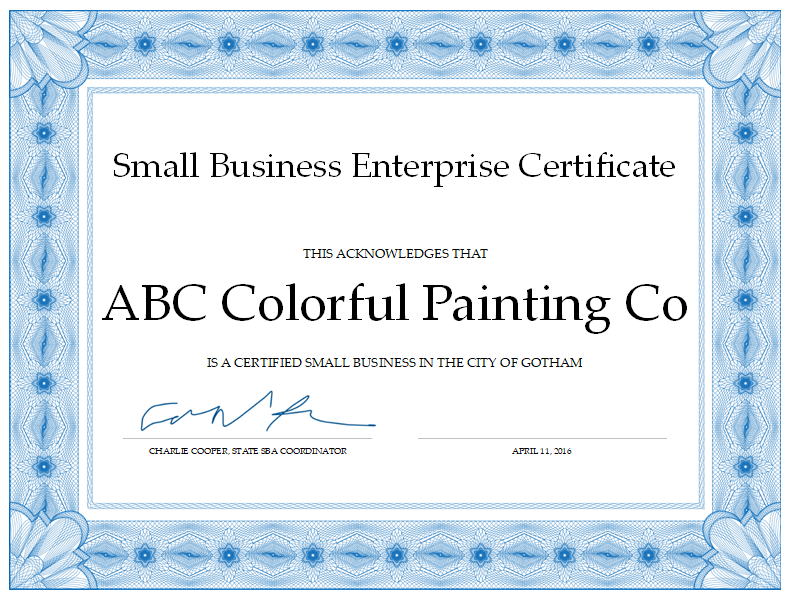 Small Business Enterprise Certificate
THIS ACKNOWLEDGES THAT
ABC Colorful Painting Co
IS A CERTIFIED SMALL BUSINESS IN THE CITY OF GOTHAM
CHARLIE COOPER, STATE SBA COORDINATOR
APRIL 11, 2016